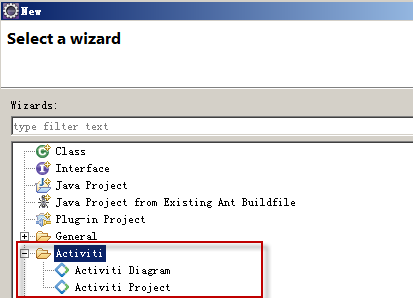 New
Select a wizard
Wizards:
type filter text
Class
Interface
Java Project
Java Project from Existing Ant Buildfile
Plug-in Project
General
Activiti
Activiti Diagram
Activiti Project